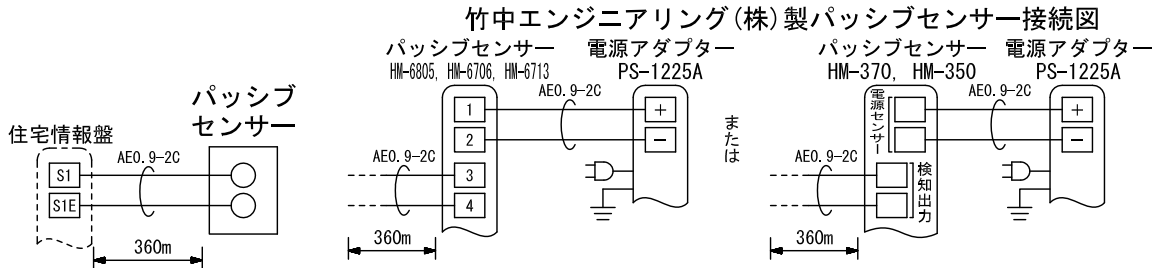 竹中エンジニアリング(株)製パッシブセンサー接続図
パッシブ
センサー
住宅情報盤
AE0.9-2C
S1
S1E
360m
パッシブセンサー
HM-6805, HM-6706, HM-6713
電源アダプター
PS-1225A
AE0.9-2C
1
2
3
4
+
−
AE0.9-2C
360m
または
パッシブセンサー
HM-370, HM-350
電源アダプター
PS-1225A
電源センサー
AE0.9-2C
+
−
AE0.9-2C
検知出力
360m